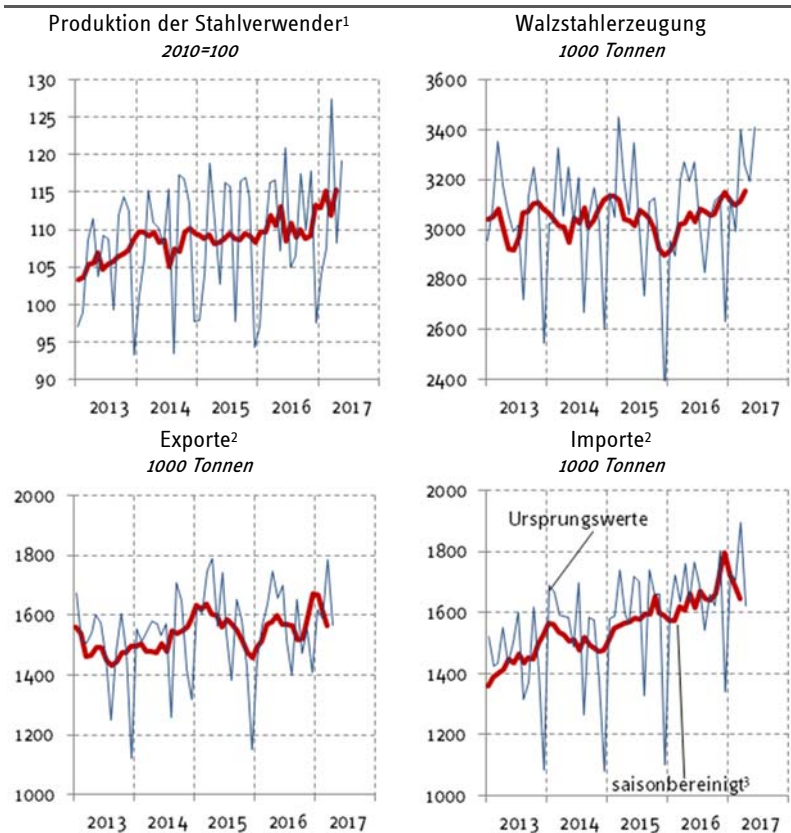 Produktion der Stahlverwender¹
2010=100
130
125
120
115
110
105
100
95
90
2013 2014 2015 2016 2017
Walzstahlerzeugung
1000 Tonnen
3600
3400
3200
3000
2800
2600
2400
2013 2014 2015 2016 2017
Exporte²
1000 Tonnen
2000
1800
1600
1400
1200
1000
2013 2014 2015 2016 2017
Importe²
1000 Tonnen
2000
Ursprungswerte
1800
1600
1400
1200
saisonbereinigt³
1000
2013 2014 2015 2016 2017